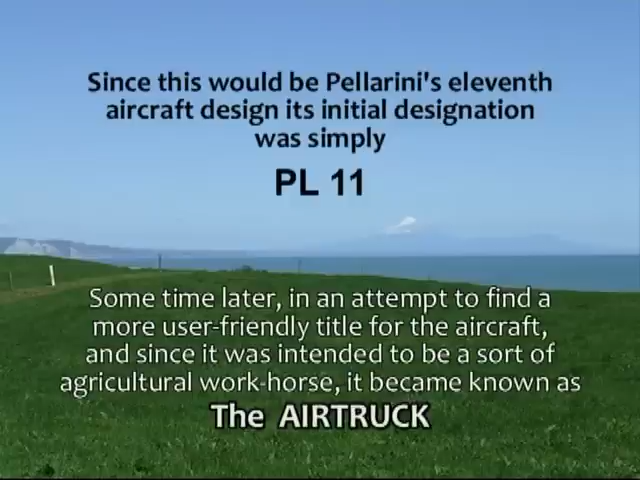 Since this would be Pellarini's eleventh
aircraft design its initial designation
was simply
PL 11
Some time later, in an attempt to find a
more user-friendly title for the aircraft,
and since it was intended to be a sort of
agricultural work-horse, it became known as
The AIRTRUCK